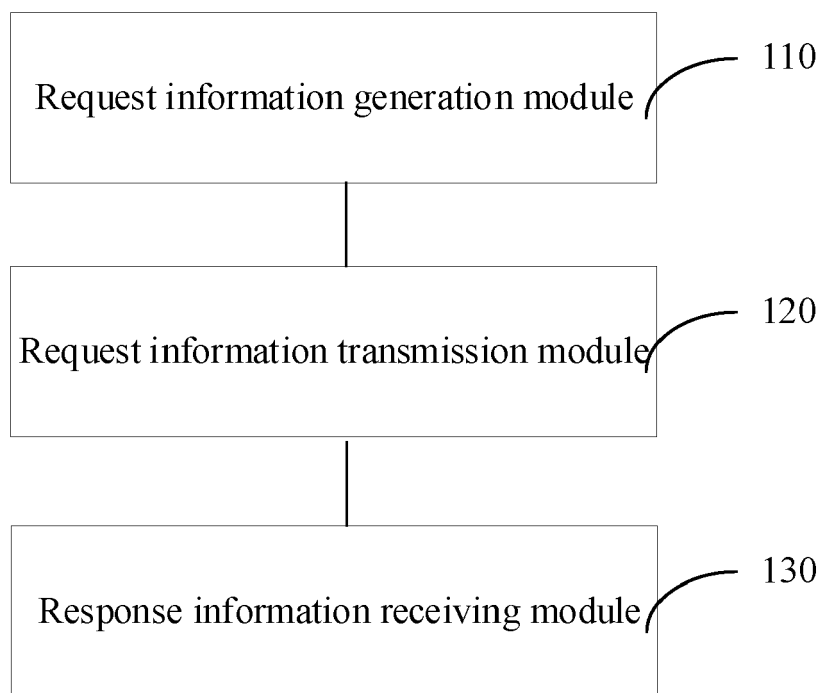 Request information generation module
110
Request information transmission module
120
Response information receiving module
130